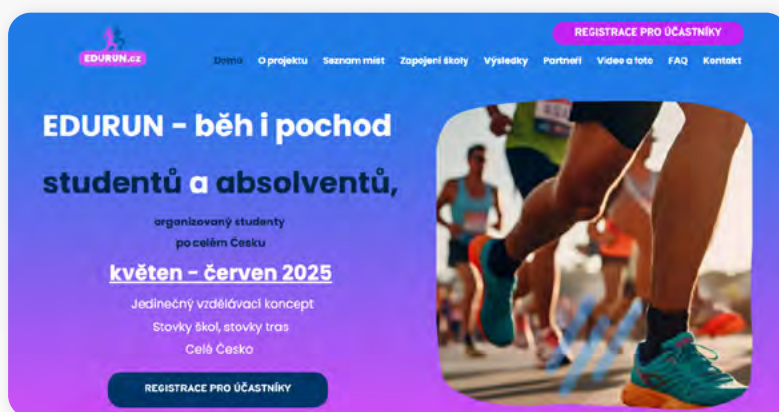 REGISTRACE PRO ÚČASTNÍKY
EDURUN.cz
Domů O projektu Seznam míst Zapojení školy Výsledky Partneři Video a foto FAQ Kontakt
EDURUN - běh i pochod
studentů a absolventů,
organizovaný studenty
po celém Česku
květen - červen 2025
Jedinečný vzdělávací koncept
Stovky škol, stovky tras
Celé Česko
REGISTRACE PRO ÚČASTNÍKY